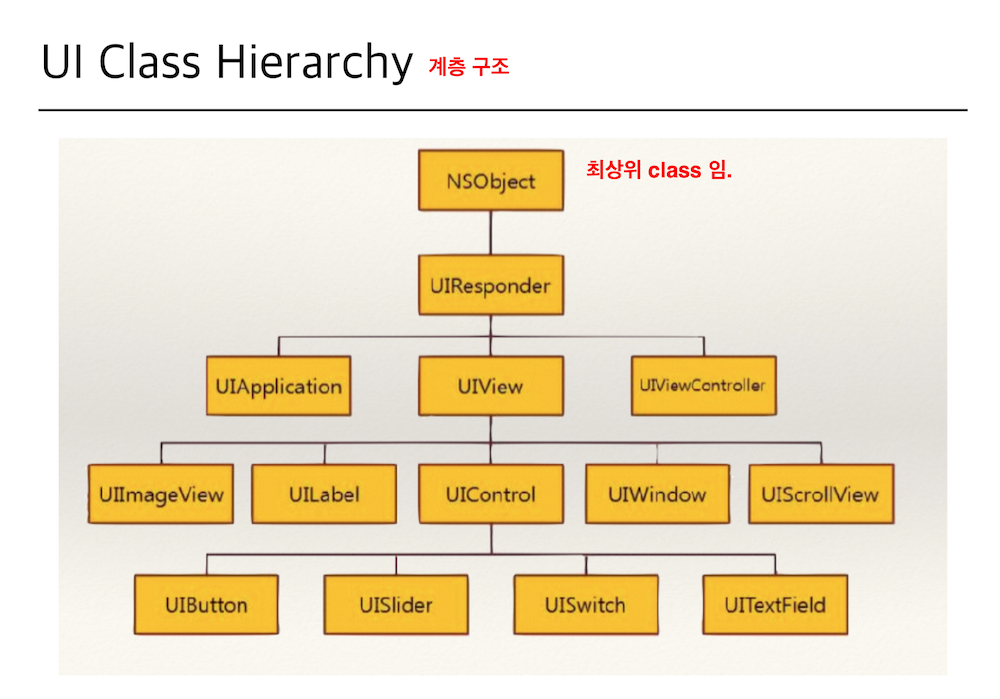 UI Class Hierarchy 계층 구조
NSObject 최상위 class 임.
UIResponder
UIApplication UIView UIViewController
UIImageView UILabel UIControl UIWindow UIScrollView
UIButton UISlider UISwitch UITextField